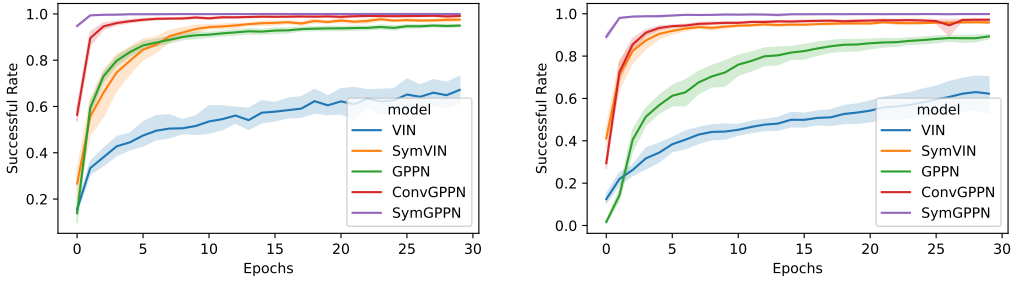 1.0
0.8
0.6
0.4
0.2
Successful Rate
0 5 10 15 20 25 30
Epochs
model
VIN
SymVIN
GPPN
ConvGPPN
SymGPPN
1.0
0.8
0.6
0.4
0.2
0.0
Successful Rate
0 5 10 15 20 25 30
Epochs
model
VIN
SymVIN
GPPN
ConvGPPN
SymGPPN